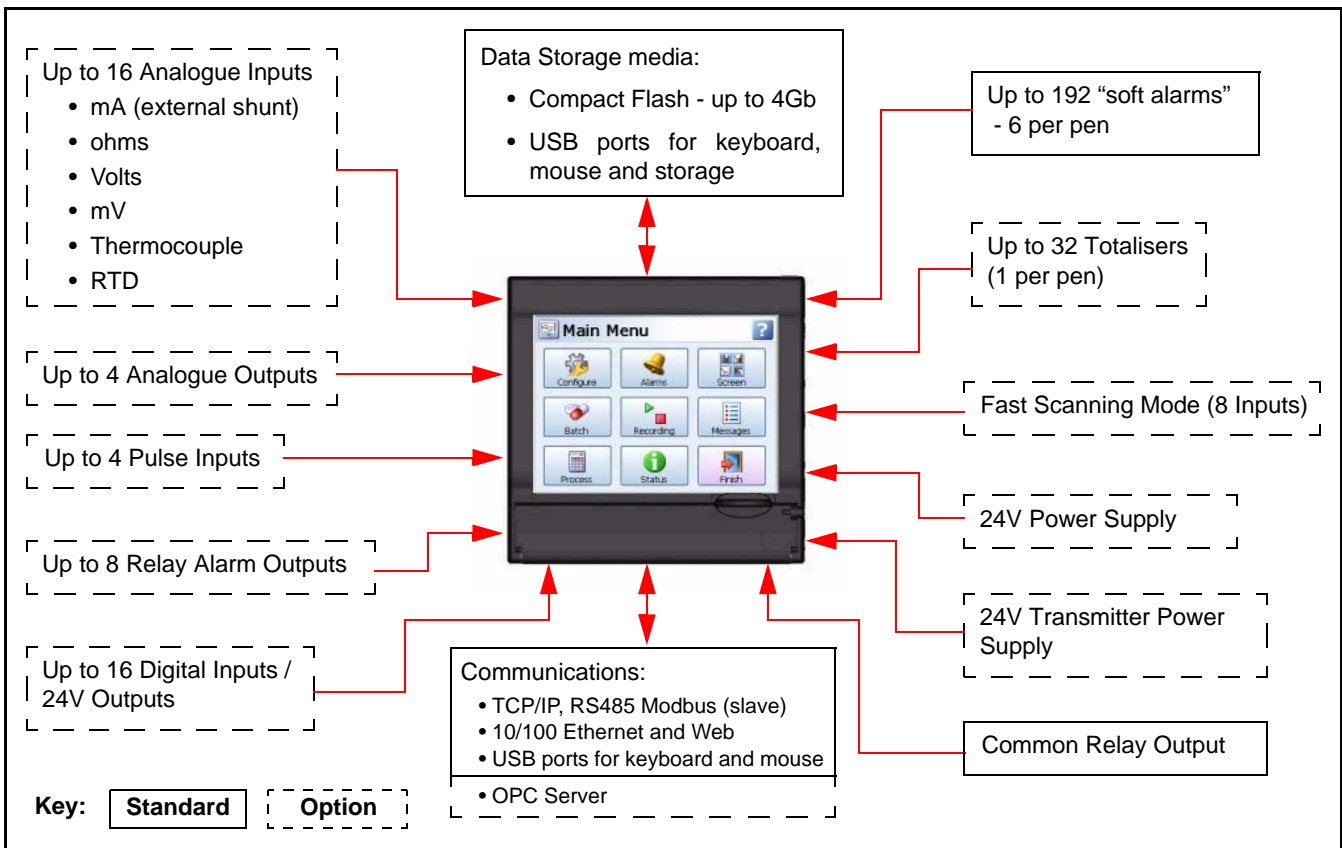 Up to 16 Analogue Inputs
• mA (external shunt)
• ohms
• Volts
• mV
• Thermocouple
• RTD
Up to 4 Analogue Outputs
Up to 4 Pulse Inputs
Up to 8 Relay Alarm Outputs
Up to 16 Digital Inputs /
24V Outputs
Data Storage media:
• Compact Flash - up to 4Gb
• USB ports for keyboard,
mouse and storage
Main Menu
?
Configure
Alarms
Screen
Batch
Recording
Messages
Process
Status
Finish
Communications:
• TCP/IP, RS485 Modbus (slave)
• 10/100 Ethernet and Web
• USB ports for keyboard and mouse
• OPC Server
Up to 192 “soft alarms”
- 6 per pen
Up to 32 Totalisers
(1 per pen)
Fast Scanning Mode (8 Inputs)
24V Power Supply
24V Transmitter Power
Supply
Common Relay Output
Key: Standard Option